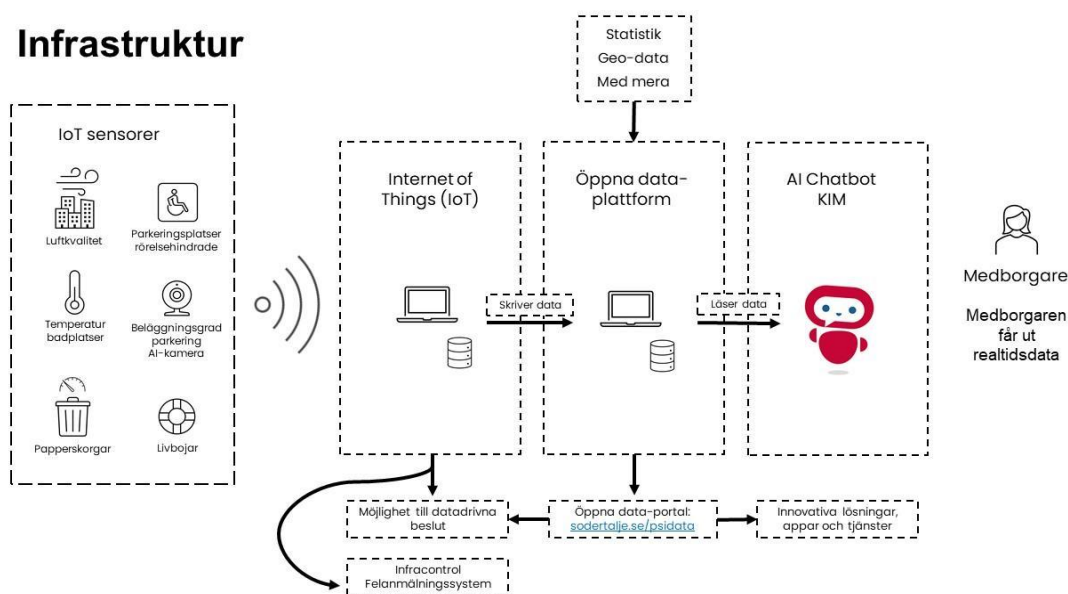 Infrastruktur
Statistik
Geo-data
Med mera
IoT sensorer
Luftkvalitet
Parkeringsplatser
rörelsehindrade
Temperatur
badplatser
Beläggningsgrad
parkering
AI-kamera
Papperskorgar
Livbojar
Internet of
Things (IoT)
Skriver data
Öppna data-
plattform
Läser data
AI Chatbot
KIM
Medborgare
Medborgaren
får ut
realtidsdata
Möjlighet till datadrivna
beslut
Öppna data-portal:
sodertalje.se/psidata
Innovativa lösningar,
appar och tjänster
Infracontrol
Felanmälningssystem